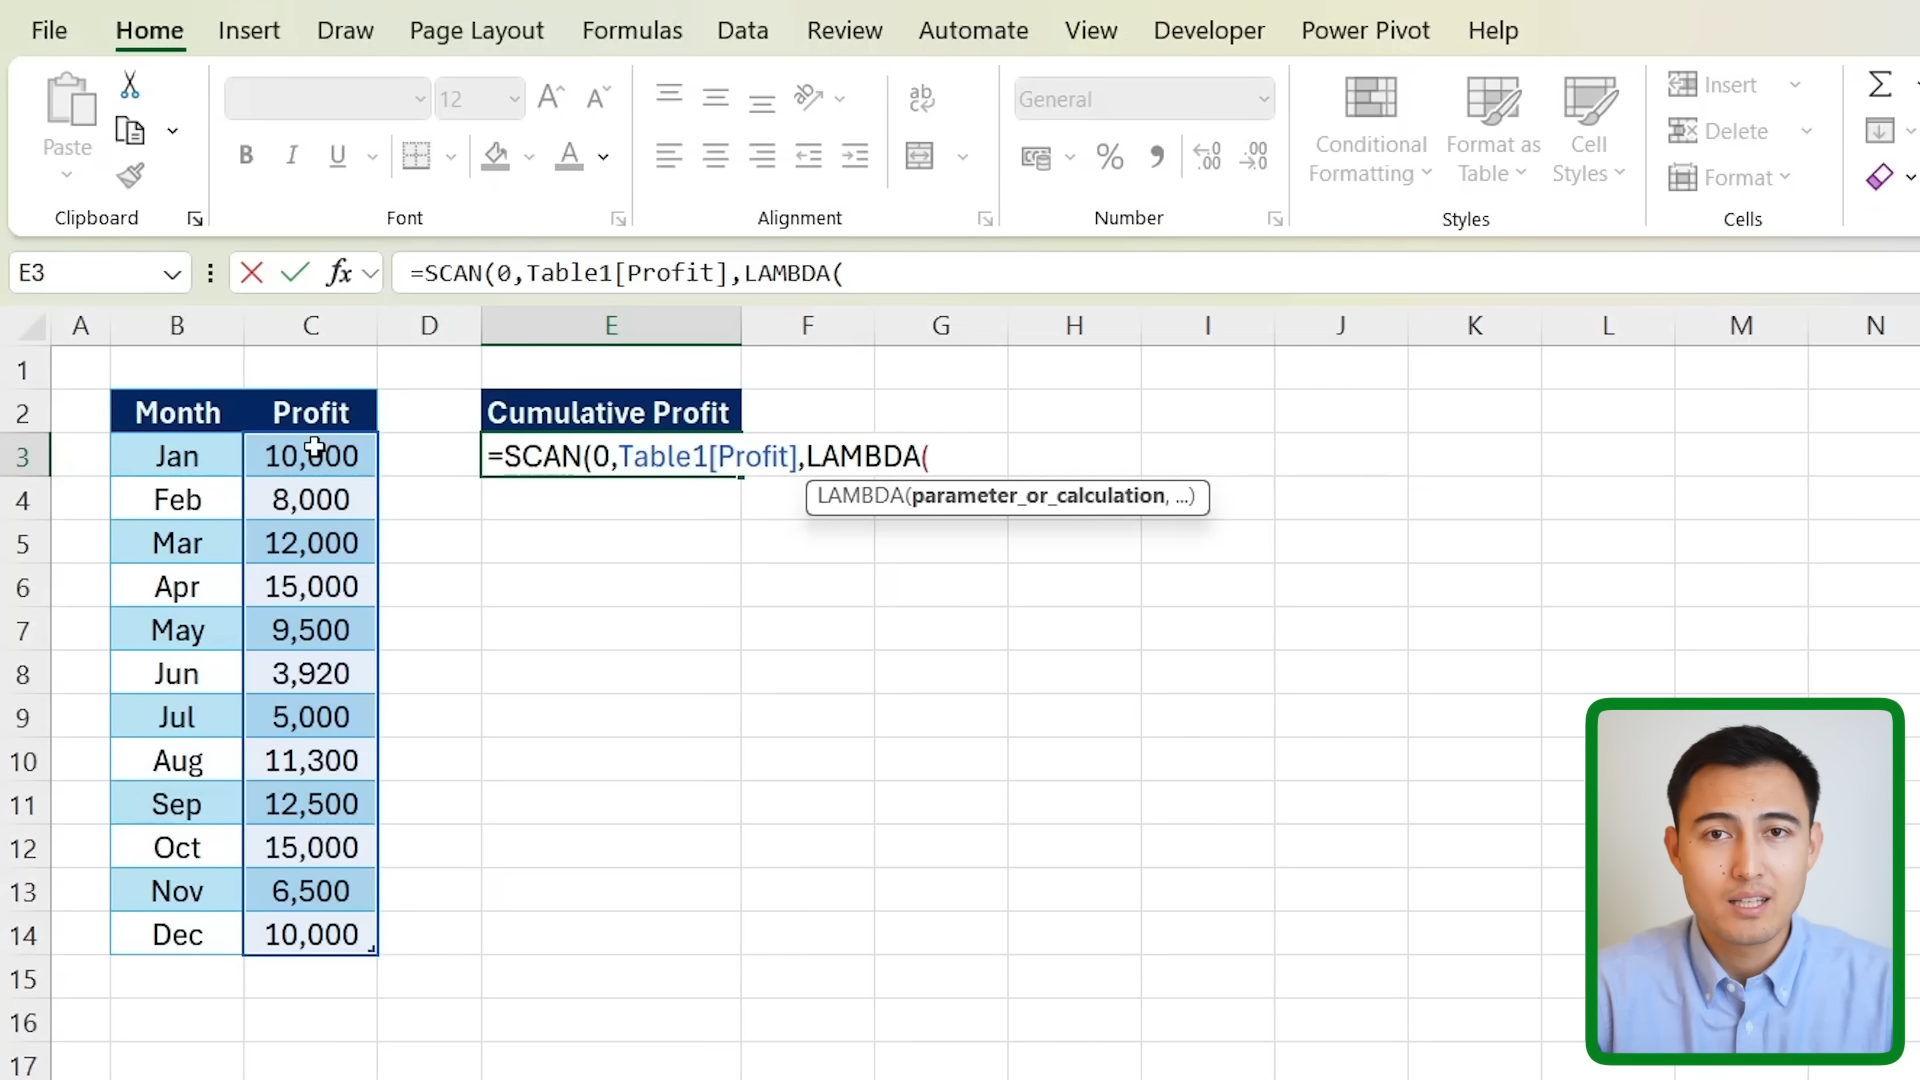 File Home Insert Draw Page Layout Formulas Data Review Automate View Developer Power Pivot Help
Paste
Clipboard
12
B I U A
Font
ab
Alignment
General
%
Number
Conditional Formatting
Format as Table
Cell Styles
Styles
Insert
Delete
Format
Cells
E3 fx =SCAN(0,Table1[Profit],LAMBDA(
A B C D E F G H I J K L M N
1
2 Month Profit Cumulative Profit
3 Jan 10,000 =SCAN(0,Table1[Profit],LAMBDA(
LAMBDA(parameter_or_calculation, ...)
4 Feb 8,000
5 Mar 12,000
6 Apr 15,000
7 May 9,500
8 Jun 3,920
9 Jul 5,000
10 Aug 11,300
11 Sep 12,500
12 Oct 15,000
13 Nov 6,500
14 Dec 10,000
15
16
17